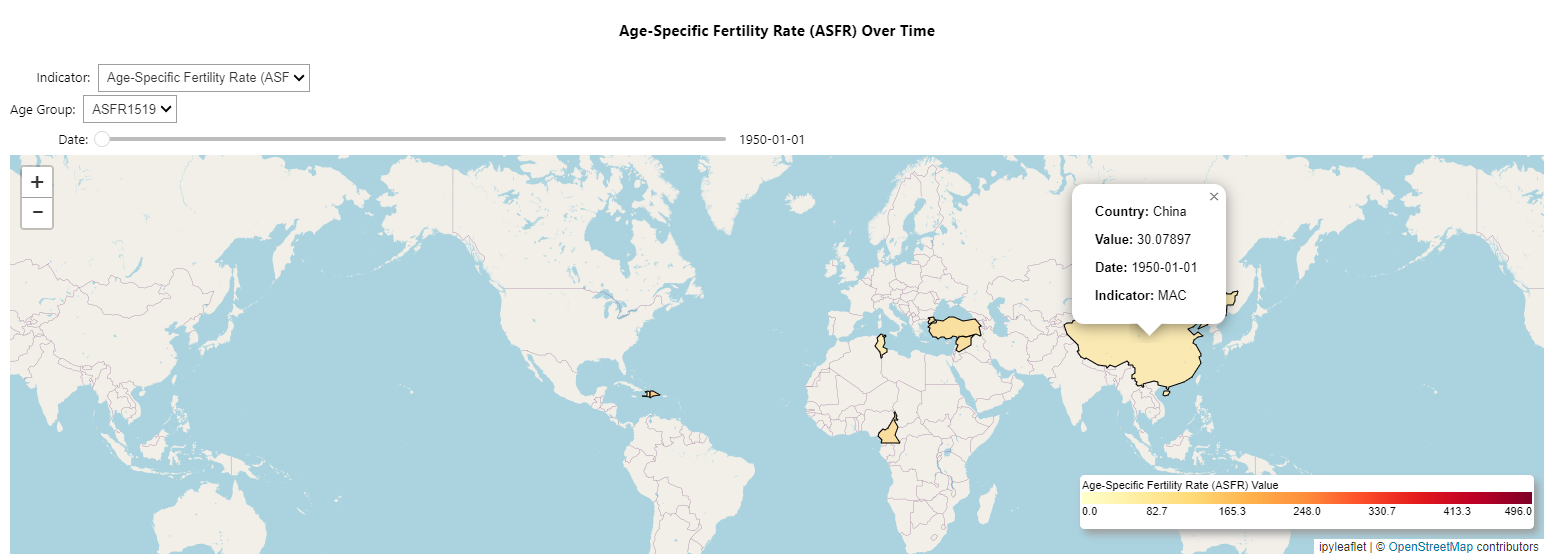 Age-Specific Fertility Rate (ASFR) Over Time
Indicator: Age-Specific Fertility Rate (ASF
Age Group: ASFR1519
Date: 1950-01-01
+
−
×
Country: China
Value: 30.07897
Date: 1950-01-01
Indicator: MAC
Age-Specific Fertility Rate (ASFR) Value
0.0 82.7 165.3 248.0 330.7 413.3 496.0
ipyleaflet | © OpenStreetMap contributors